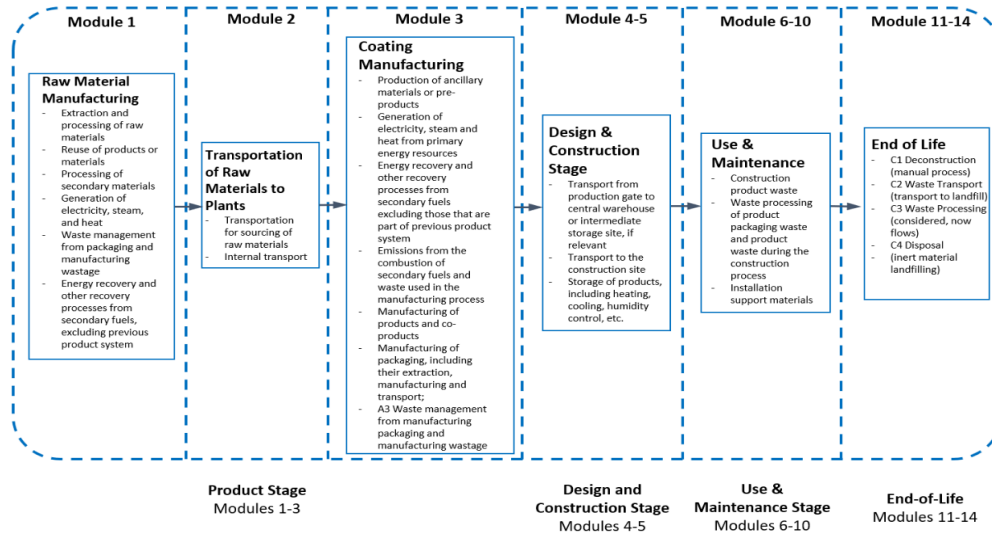 Module 1
Module 2
Module 3
Module 4-5
Module 6-10
Module 11-14
Raw Material
Manufacturing
- Extraction and
processing of raw
materials
- Reuse of products or
materials
- Processing of
secondary materials
- Generation of
electricity, steam,
and heat
- Waste management
from packaging and
manufacturing
wastage
- Energy recovery and
other recovery
processes from
secondary fuels,
excluding previous
product system
Transportation
of Raw
Materials to
Plants
- Transportation
for sourcing of
raw materials
- Internal transport
Coating
Manufacturing
- Production of ancillary
materials or pre-
products
- Generation of
electricity, steam and
heat from primary
energy resources
- Energy recovery and
other recovery
processes from
secondary fuels
excluding those that are
part of previous product
system
- Emissions from the
combustion of
secondary fuels and
waste used in the
manufacturing process
- Manufacturing of
products and co-
products
- Manufacturing of
packaging, including
their extraction,
manufacturing and
transport;
- A3 Waste management
from manufacturing
packaging and
manufacturing wastage
Design &
Construction
Stage
- Transport from
production gate to
central warehouse or
intermediate
storage site, if
relevant
- Transport to the
construction site
- Storage of products,
including heating,
cooling, humidity
control, etc.
Use &
Maintenance
- Construction
product waste
- Waste processing of
product
packaging waste and
product
waste during the
construction
process
- Installation
support materials
End of Life
- C1 Deconstruction
(manual process)
- C2 Waste Transport
(transport to landfill)
- C3 Waste Processing
(considered, now
flows)
- C4 Disposal
- (inert material
landfilling)
Product Stage
Modules 1-3
Design and
Construction Stage
Modules 4-5
Use &
Maintenance Stage
Modules 6-10
End-of-Life
Modules 11-14